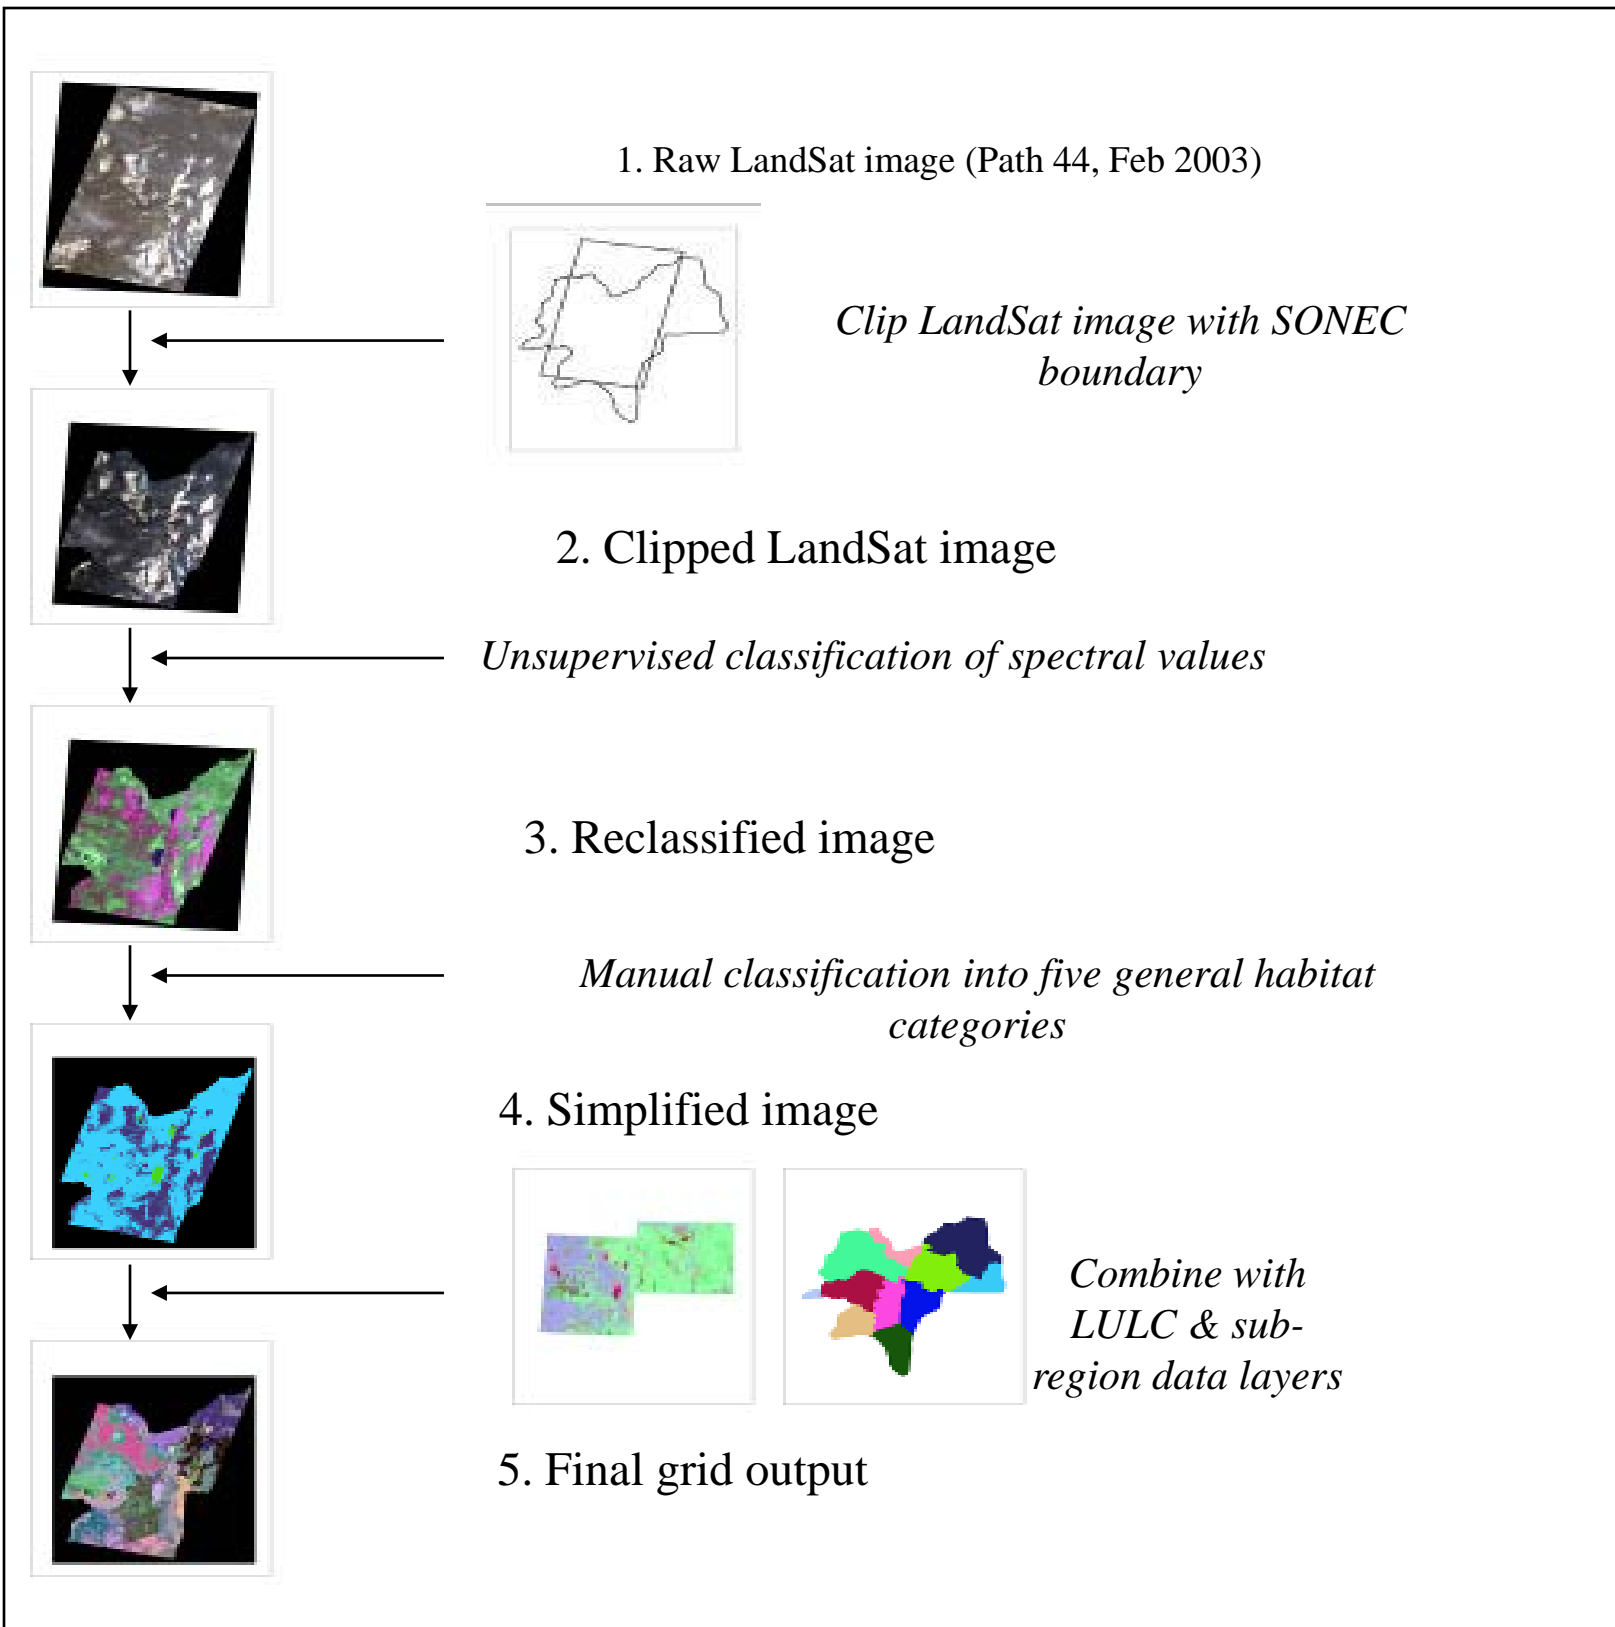 1. Raw LandSat image (Path 44, Feb 2003)
Clip LandSat image with SONEC
boundary
2. Clipped LandSat image
Unsupervised classification of spectral values
3. Reclassified image
Manual classification into five general habitat
categories
4. Simplified image
Combine with
LULC & sub-
region data layers
5. Final grid output